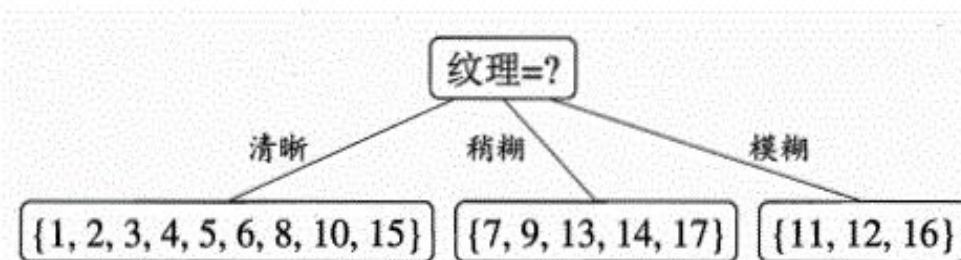 纹理=?
清晰 稍糊 模糊
{1, 2, 3, 4, 5, 6, 8, 10, 15} {7, 9, 13, 14, 17} {11, 12, 16}